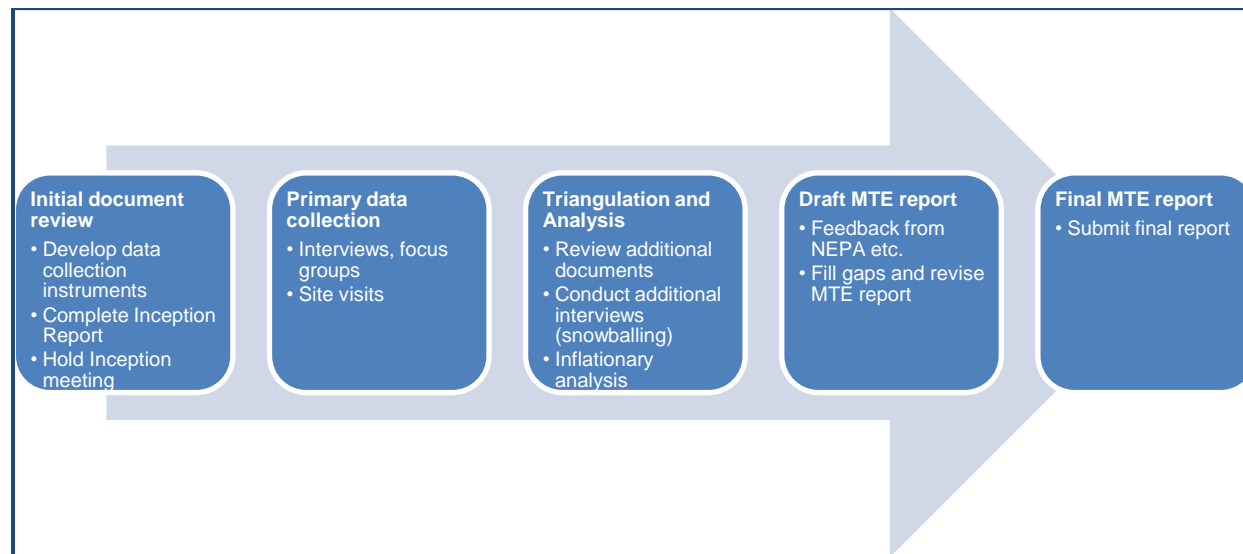 Initial document
review
• Develop data
collection
instruments
• Complete Inception
Report
• Hold Inception
meeting
Primary data
collection
• Interviews, focus
groups
• Site visits
Triangulation and
Analysis
• Review additional
documents
• Conduct additional
interviews
(snowballing)
• Inflationary
analysis
Draft MTE report
• Feedback from
NEPA etc.
• Fill gaps and revise
MTE report
Final MTE report
• Submit final report